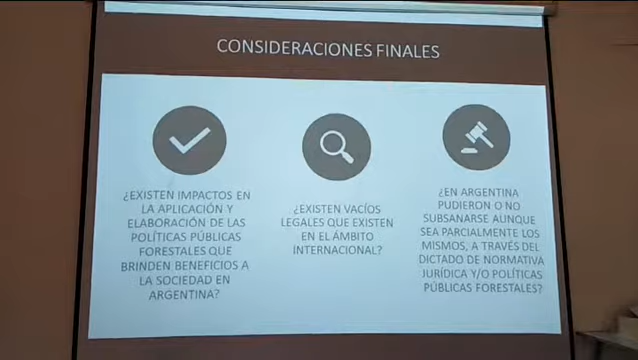 CONSIDERACIONES FINALES
¿EXISTEN IMPACTOS EN
LA APLICACIÓN Y
ELABORACIÓN DE LAS
POLÍTICAS PÚBLICAS
FORESTALES QUE
BRINDEN BENEFICIOS A
LA SOCIEDAD EN
ARGENTINA?
¿EXISTEN VACÍOS
LEGALES QUE EXISTEN
EN EL ÁMBITO
INTERNACIONAL?
¿EN ARGENTINA
PUDIERON O NO
SUBSANARSE AUNQUE
SEA PARCIALMENTE LOS
MISMOS, A TRAVÉS DEL
DICTADO DE NORMATIVA
JURÍDICA Y/O POLÍTICAS
PÚBLICAS FORESTALES?